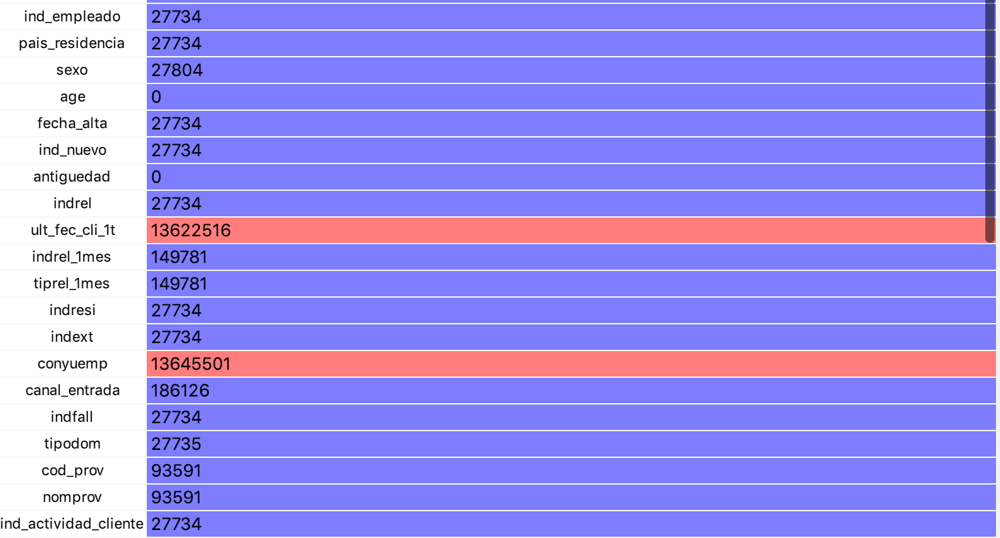 ind_empleado 27734
pais_residencia 27734
sexo 27804
age 0
fecha_alta 27734
ind_nuevo 27734
antiguedad 0
indrel 27734
ult_fec_cli_1t 13622516
indrel_1mes 149781
tiprel_1mes 149781
indresi 27734
indext 27734
conyuemp 13645501
canal_entrada 186126
indfall 27734
tipodom 27735
cod_prov 93591
nomprov 93591
ind_actividad_cliente 27734